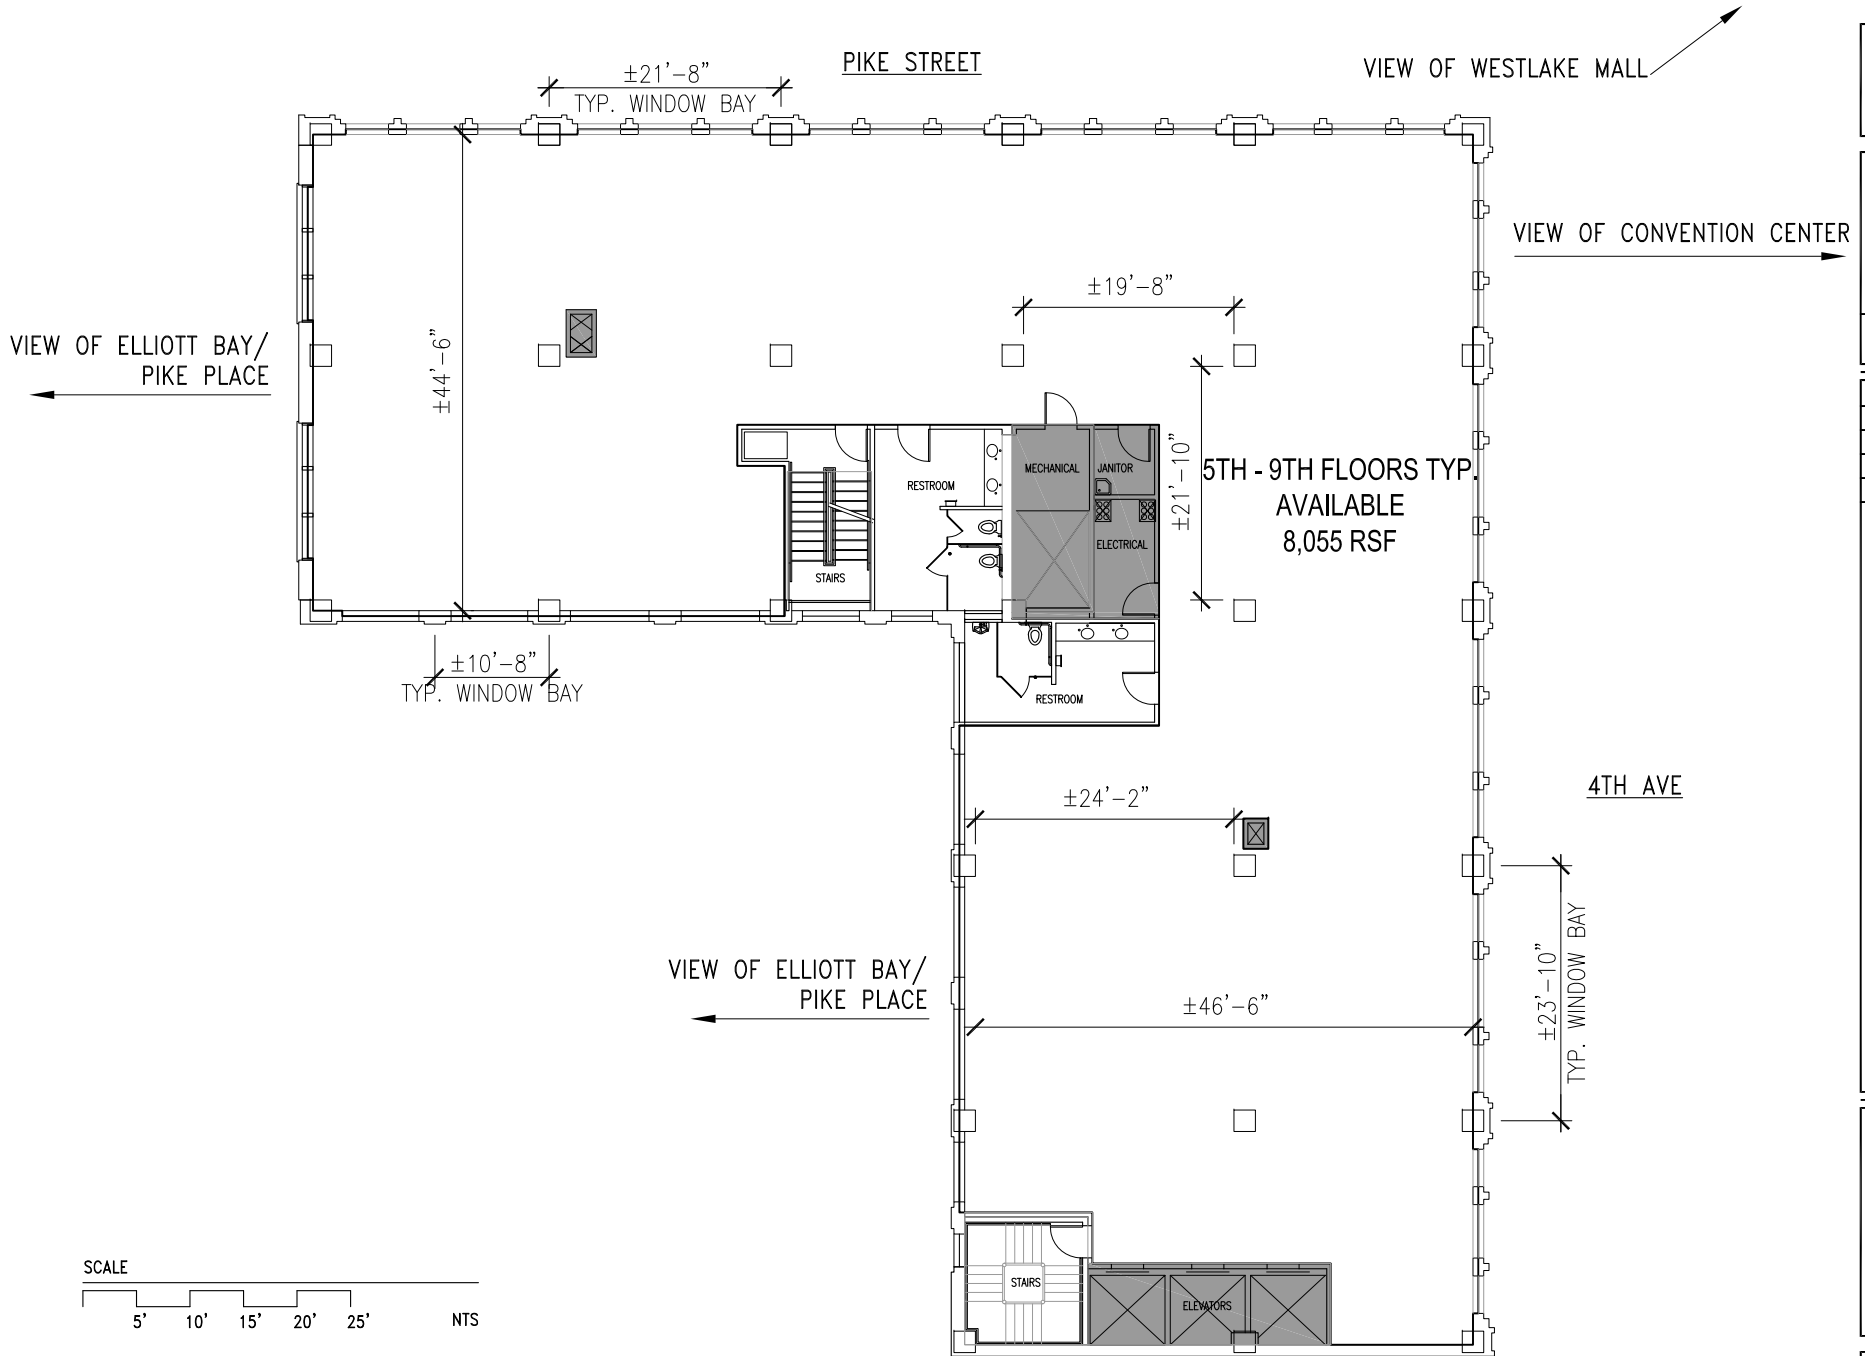 PIKE STREET
VIEW OF WESTLAKE MALL
±21'-8"
TYP. WINDOW BAY
VIEW OF CONVENTION CENTER
±19'-8"
VIEW OF ELLIOTT BAY/
PIKE PLACE
±44'-6"
±21'-10"
MECHANICAL
JANITOR
5TH - 9TH FLOORS TYP.
AVAILABLE
8,055 RSF
RESTROOM
ELECTRICAL
STAIRS
±10'-8"
TYP. WINDOW BAY
RESTROOM
±24'-2"
4TH AVE
VIEW OF ELLIOTT BAY/
PIKE PLACE
±46'-6"
±23'-10"
TYP. WINDOW BAY
STAIRS
ELEVATORS
SCALE
5' 10' 15' 20' 25' NTS